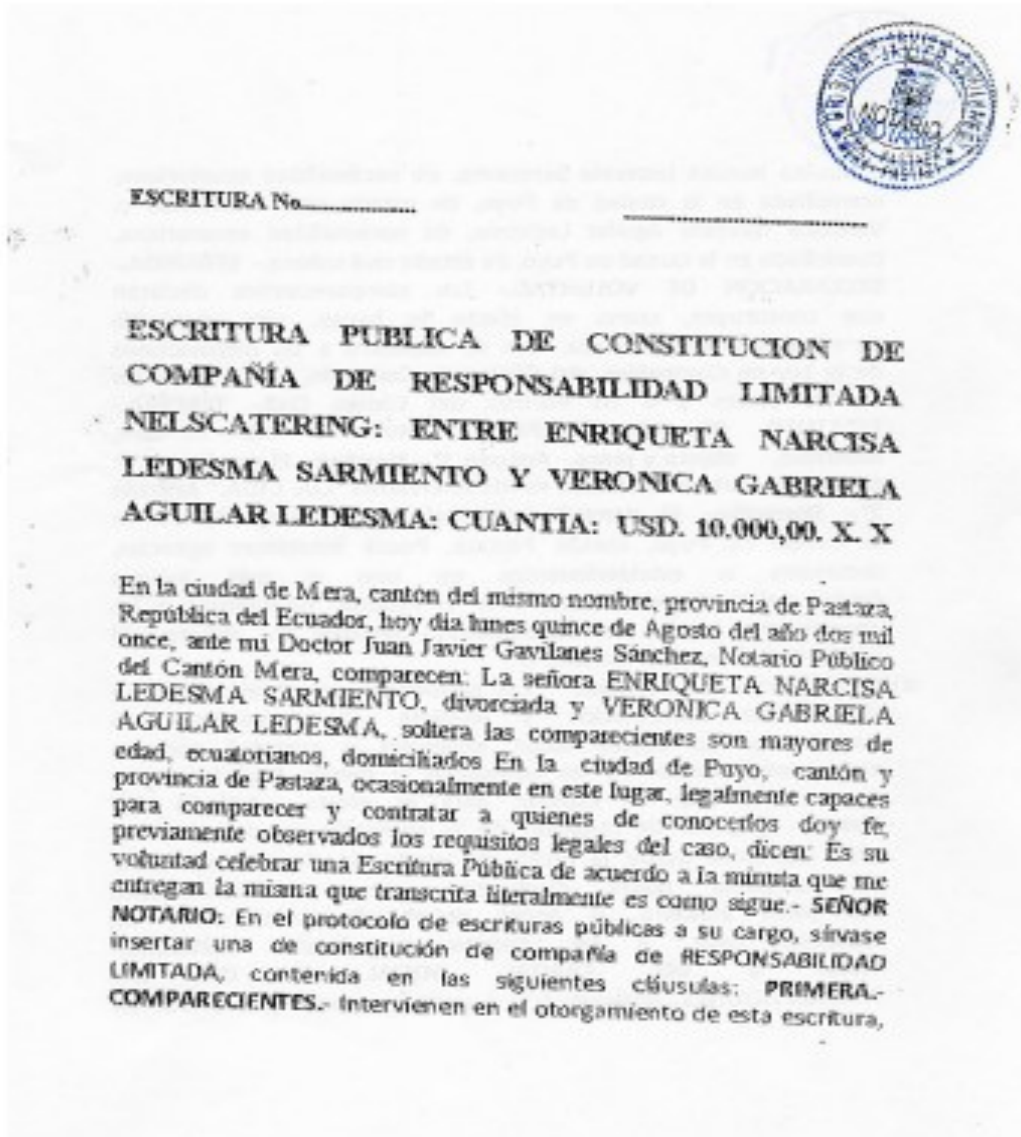 NOTARIO
ESCRITURA No..................
ESCRITURA PUBLICA DE CONSTITUCION DE
COMPAÑÍA DE RESPONSABILIDAD LIMITADA
NELSCATERING: ENTRE ENRIQUETA NARCISA
LEDESMA SARMIENTO Y VERONICA GABRIELA
AGUILAR LEDESMA: CUANTIA: USD. 10.000,00. X. X
En la ciudad de Mera, cantón del mismo nombre, provincia de Pastaza,
República del Ecuador, hoy día lunes quince de Agosto del año dos mil
once, ante mi Doctor Juan Javier Gavilanes Sánchez, Notario Público
del Cantón Mera, comparecen: La señora ENRIQUETA NARCISA
LEDESMA SARMIENTO, divorciada y VERONICA GABRIELA
AGUILAR LEDESMA, soltera las comparecientes son mayores de
edad, ecuatorianos, domiciliados En la ciudad de Puyo, cantón y
provincia de Pastaza, ocasionalmente en este lugar, legalmente capaces
para comparecer y contratar a quienes de conocerlos doy fe,
previamente observados los requisitos legales del caso, dicen: Es su
voluntad celebrar una Escritura Pública de acuerdo a la minuta que me
entregan la misma que transcrita literalmente es como sigue.- SEÑOR
NOTARIO: En el protocolo de escrituras públicas a su cargo, sírvase
insertar una de constitución de compañía de RESPONSABILIDAD
LIMITADA, contenida en las siguientes cláusulas: PRIMERA.-
COMPARECIENTES.- Intervienen en el otorgamiento de esta escritura,